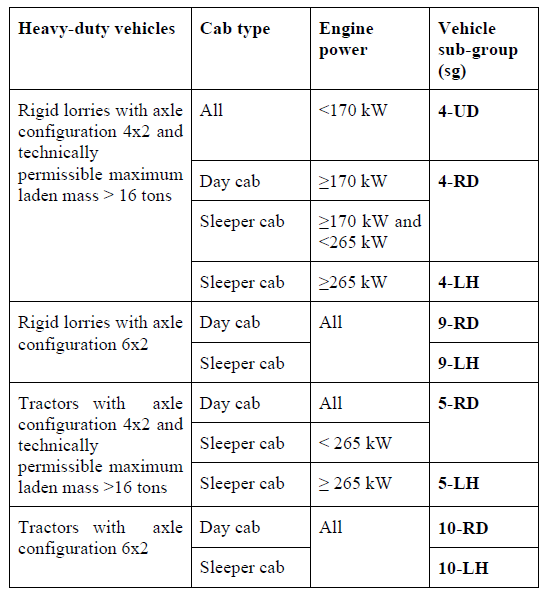 Heavy-duty vehicles Cab type Engine power Vehicle sub-group (sg)
Rigid lorries with axle
configuration 4x2 and
technically
permissible maximum
laden mass > 16 tons
All <170 kW 4-UD
Day cab ≥170 kW 4-RD
Sleeper cab ≥170 kW and
<265 kW
Sleeper cab ≥265 kW 4-LH
Rigid lorries with axle
configuration 6x2
Day cab All 9-RD
Sleeper cab 9-LH
Tractors with axle
configuration 4x2 and
technically
permissible maximum
laden mass >16 tons
Day cab All 5-RD
Sleeper cab < 265 kW
Sleeper cab ≥ 265 kW 5-LH
Tractors with axle
configuration 6x2
Day cab All 10-RD
Sleeper cab 10-LH